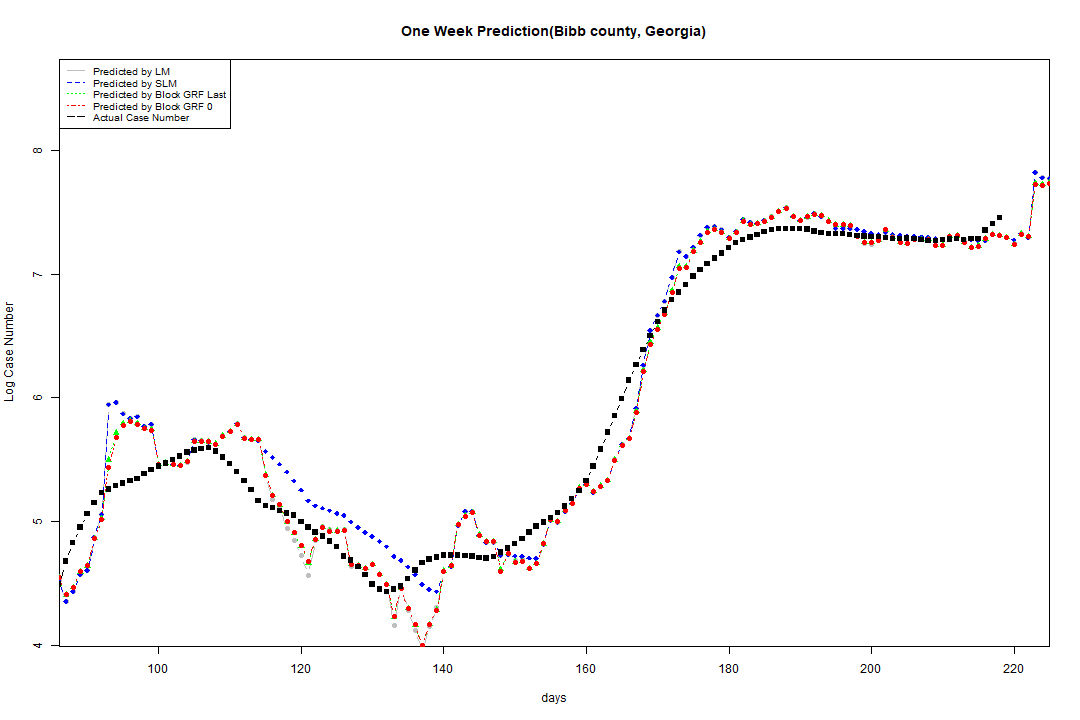 One Week Prediction(Bibb county, Georgia)
Predicted by LM
Predicted by SLM
Predicted by Block GRF Last
Predicted by Block GRF 0
Actual Case Number
8
7
6
5
4
Log Case Number
100 120 140 160 180 200 220
days